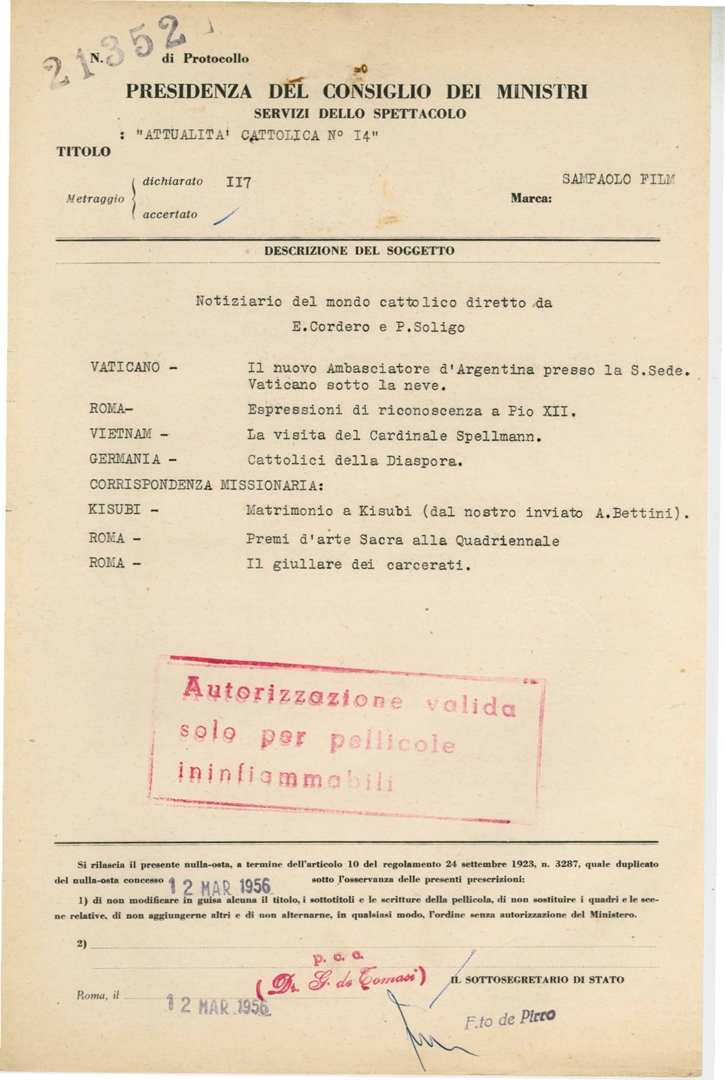 21352
N. di Protocollo
PRESIDENZA DEL CONSIGLIO DEI MINISTRI
SERVIZI DELLO SPETTACOLO
: "ATTUALITA' CATTOLICA N° I4"
TITOLO
Metraggio
dichiarato II7
accertato
SAMPAOLO FILM
Marca:
DESCRIZIONE DEL SOGGETTO
Notiziario del mondo cattolico diretto da
E.Cordero e P.Soligo
VATICANO - Il nuovo Ambasciatore d'Argentina presso la S.Sede.
Vaticano sotto la neve.
ROMA- Espressioni di riconoscenza a Pio XII.
VIETNAM - La visita del Cardinale Spellmann.
GERMANIA - Cattolici della Diaspora.
CORRISPONDENZA MISSIONARIA:
KISUBI - Matrimonio a Kisubi (dal nostro inviato A.Bettini).
ROMA - Premi d'arte Sacra alla Quadriennale
ROMA - Il giullare dei carcerati.
Autorizzazione valida
solo per pellicole
ininfiammabili
Si rilascia il presente nulla-osta, a termine dell'articolo 10 del regolamento 24 settembre 1923, n. 3287, quale duplicato
del nulla-osta concesso 12 MAR 1956 sotto l'osservanza delle presenti prescrizioni:
1) di non modificare in guisa alcuna il titolo, i sottotitoli e le scritture della pellicola, di non sostituire i quadri e le sce-
ne relative, di non aggiungerne altri e di non alternarne, in qualsiasi modo, l'ordine senza autorizzazione del Ministero.
2)
p. c. c.
(Dr. G. de Tomasi)
IL SOTTOSEGRETARIO DI STATO
Roma, il 12 MAR 1956
F.to de Pirro